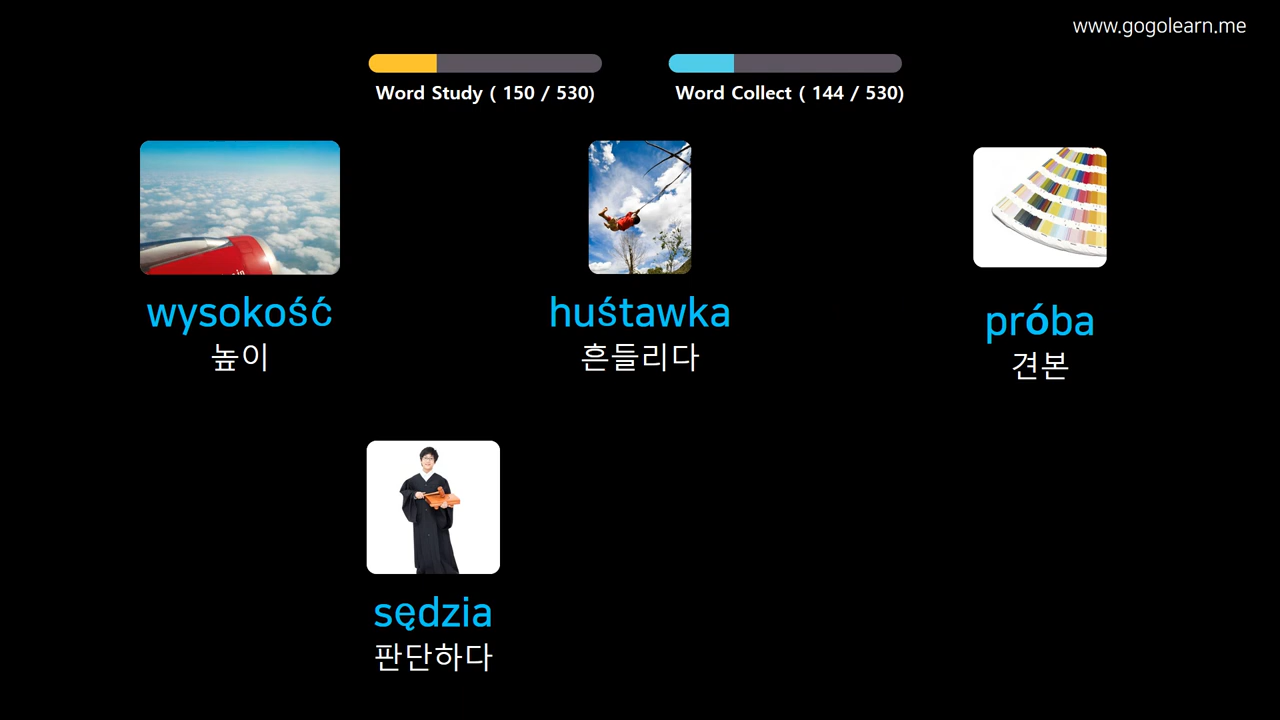 www.gogolearn.me
Word Study ( 150 / 530)
Word Collect ( 144 / 530)
wysokość
높이
huśtawka
흔들리다
próba
견본
sędzia
판단하다